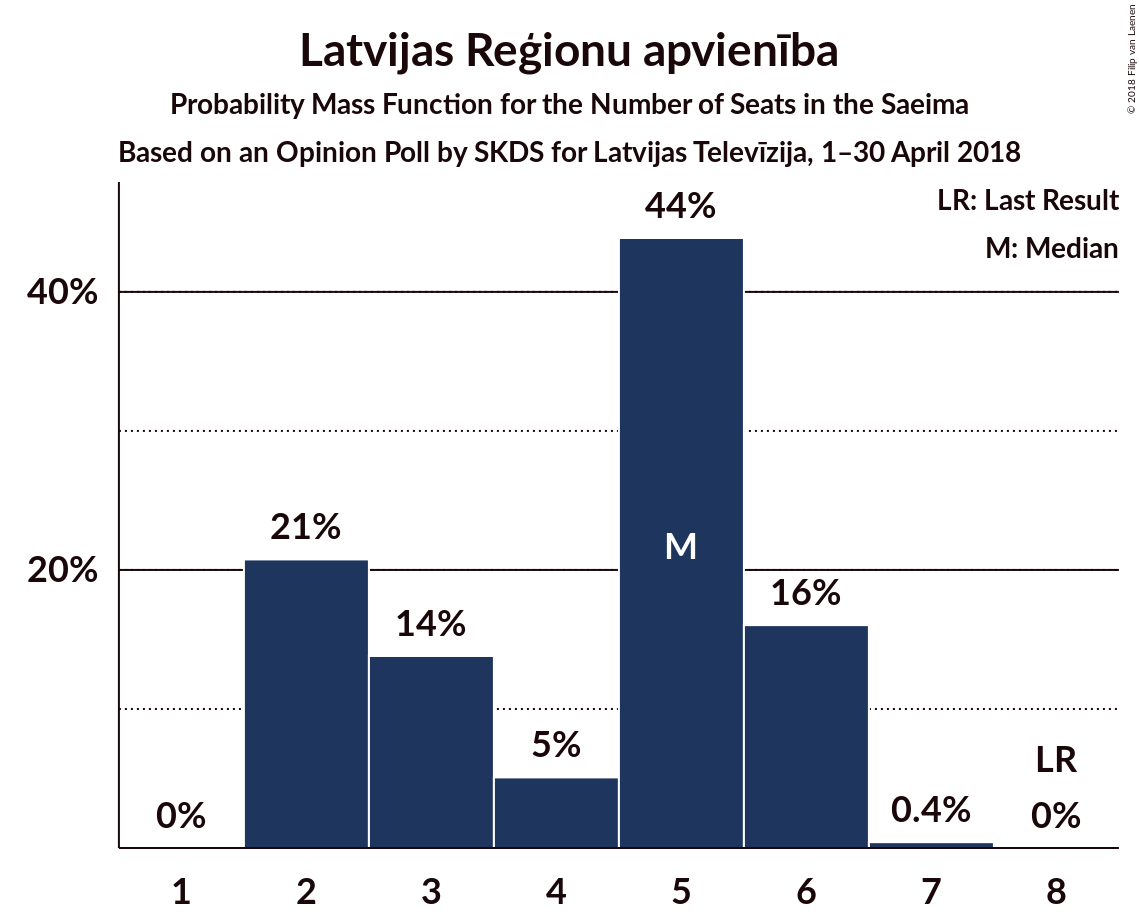 Latvijas Reģionu apvienība
Probability Mass Function for the Number of Seats in the Saeima
Based on an Opinion Poll by SKDS for Latvijas Televīzija, 1–30 April 2018
© 2018 Filip van Laenen
LR: Last Result
M: Median
40%
20%
0%
21%
14%
5%
44%
M
16%
0.4%
LR
0%
1
2
3
4
5
6
7
8